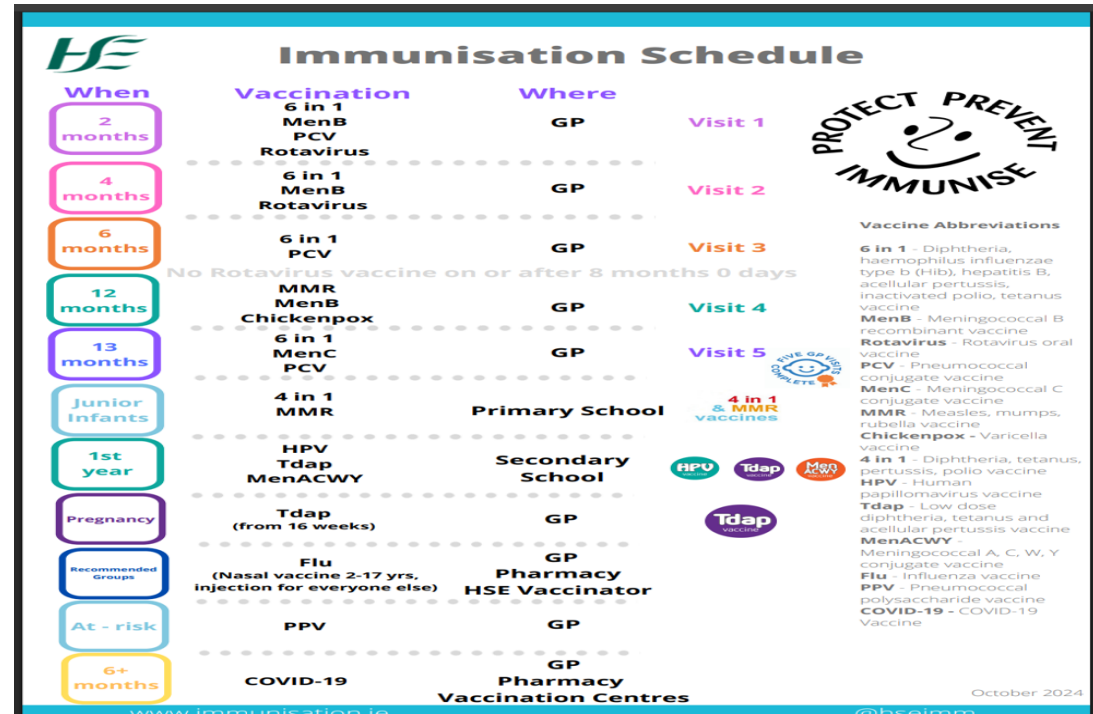 HSE
Immunisation Schedule
When Vaccination Where
2 months
6 in 1
MenB
PCV
Rotavirus
GP
Visit 1
4 months
6 in 1
MenB
Rotavirus
GP
Visit 2
6 months
6 in 1
PCV
GP
Visit 3
No Rotavirus vaccine on or after 8 months 0 days
12 months
MMR
MenB
Chickenpox
GP
Visit 4
13 months
6 in 1
MenC
PCV
GP
Visit 5
FIVE GP VISITS
COMPLETE
Junior
Infants
4 in 1
MMR
Primary School
4 in 1
& MMR
vaccines
1st
year
HPV
Tdap
MenACWY
Secondary
School
HPV
vaccine
Tdap
vaccine
Men
ACWY
vaccine
Pregnancy
Tdap
(from 16 weeks)
GP
Tdap
vaccine
Recommended
Groups
Flu
(Nasal vaccine 2-17 yrs,
injection for everyone else)
GP
Pharmacy
HSE Vaccinator
At - risk
PPV
GP
6+
months
COVID-19
GP
Pharmacy
Vaccination Centres
PROTECT PREVENT
IMMUNISE
Vaccine Abbreviations
6 in 1 - Diphtheria,
haemophilus influenzae
type b (Hib), hepatitis B,
acellular pertussis,
inactivated polio, tetanus
vaccine
MenB - Meningococcal B
recombinant vaccine
Rotavirus - Rotavirus oral
vaccine
PCV - Pneumococcal
conjugate vaccine
MenC - Meningococcal C
conjugate vaccine
MMR - Measles, mumps,
rubella vaccine
Chickenpox - Varicella
vaccine
4 in 1 - Diphtheria, tetanus,
pertussis, polio vaccine
HPV - Human
papillomavirus vaccine
Tdap - Low dose
diphtheria, tetanus and
acellular pertussis vaccine
MenACWY -
Meningococcal A, C, W, Y
conjugate vaccine
Flu - Influenza vaccine
PPV - Pneumococcal
polysaccharide vaccine
COVID-19 - COVID-19
Vaccine
October 2024
www.immunisation.ie
@hseimm